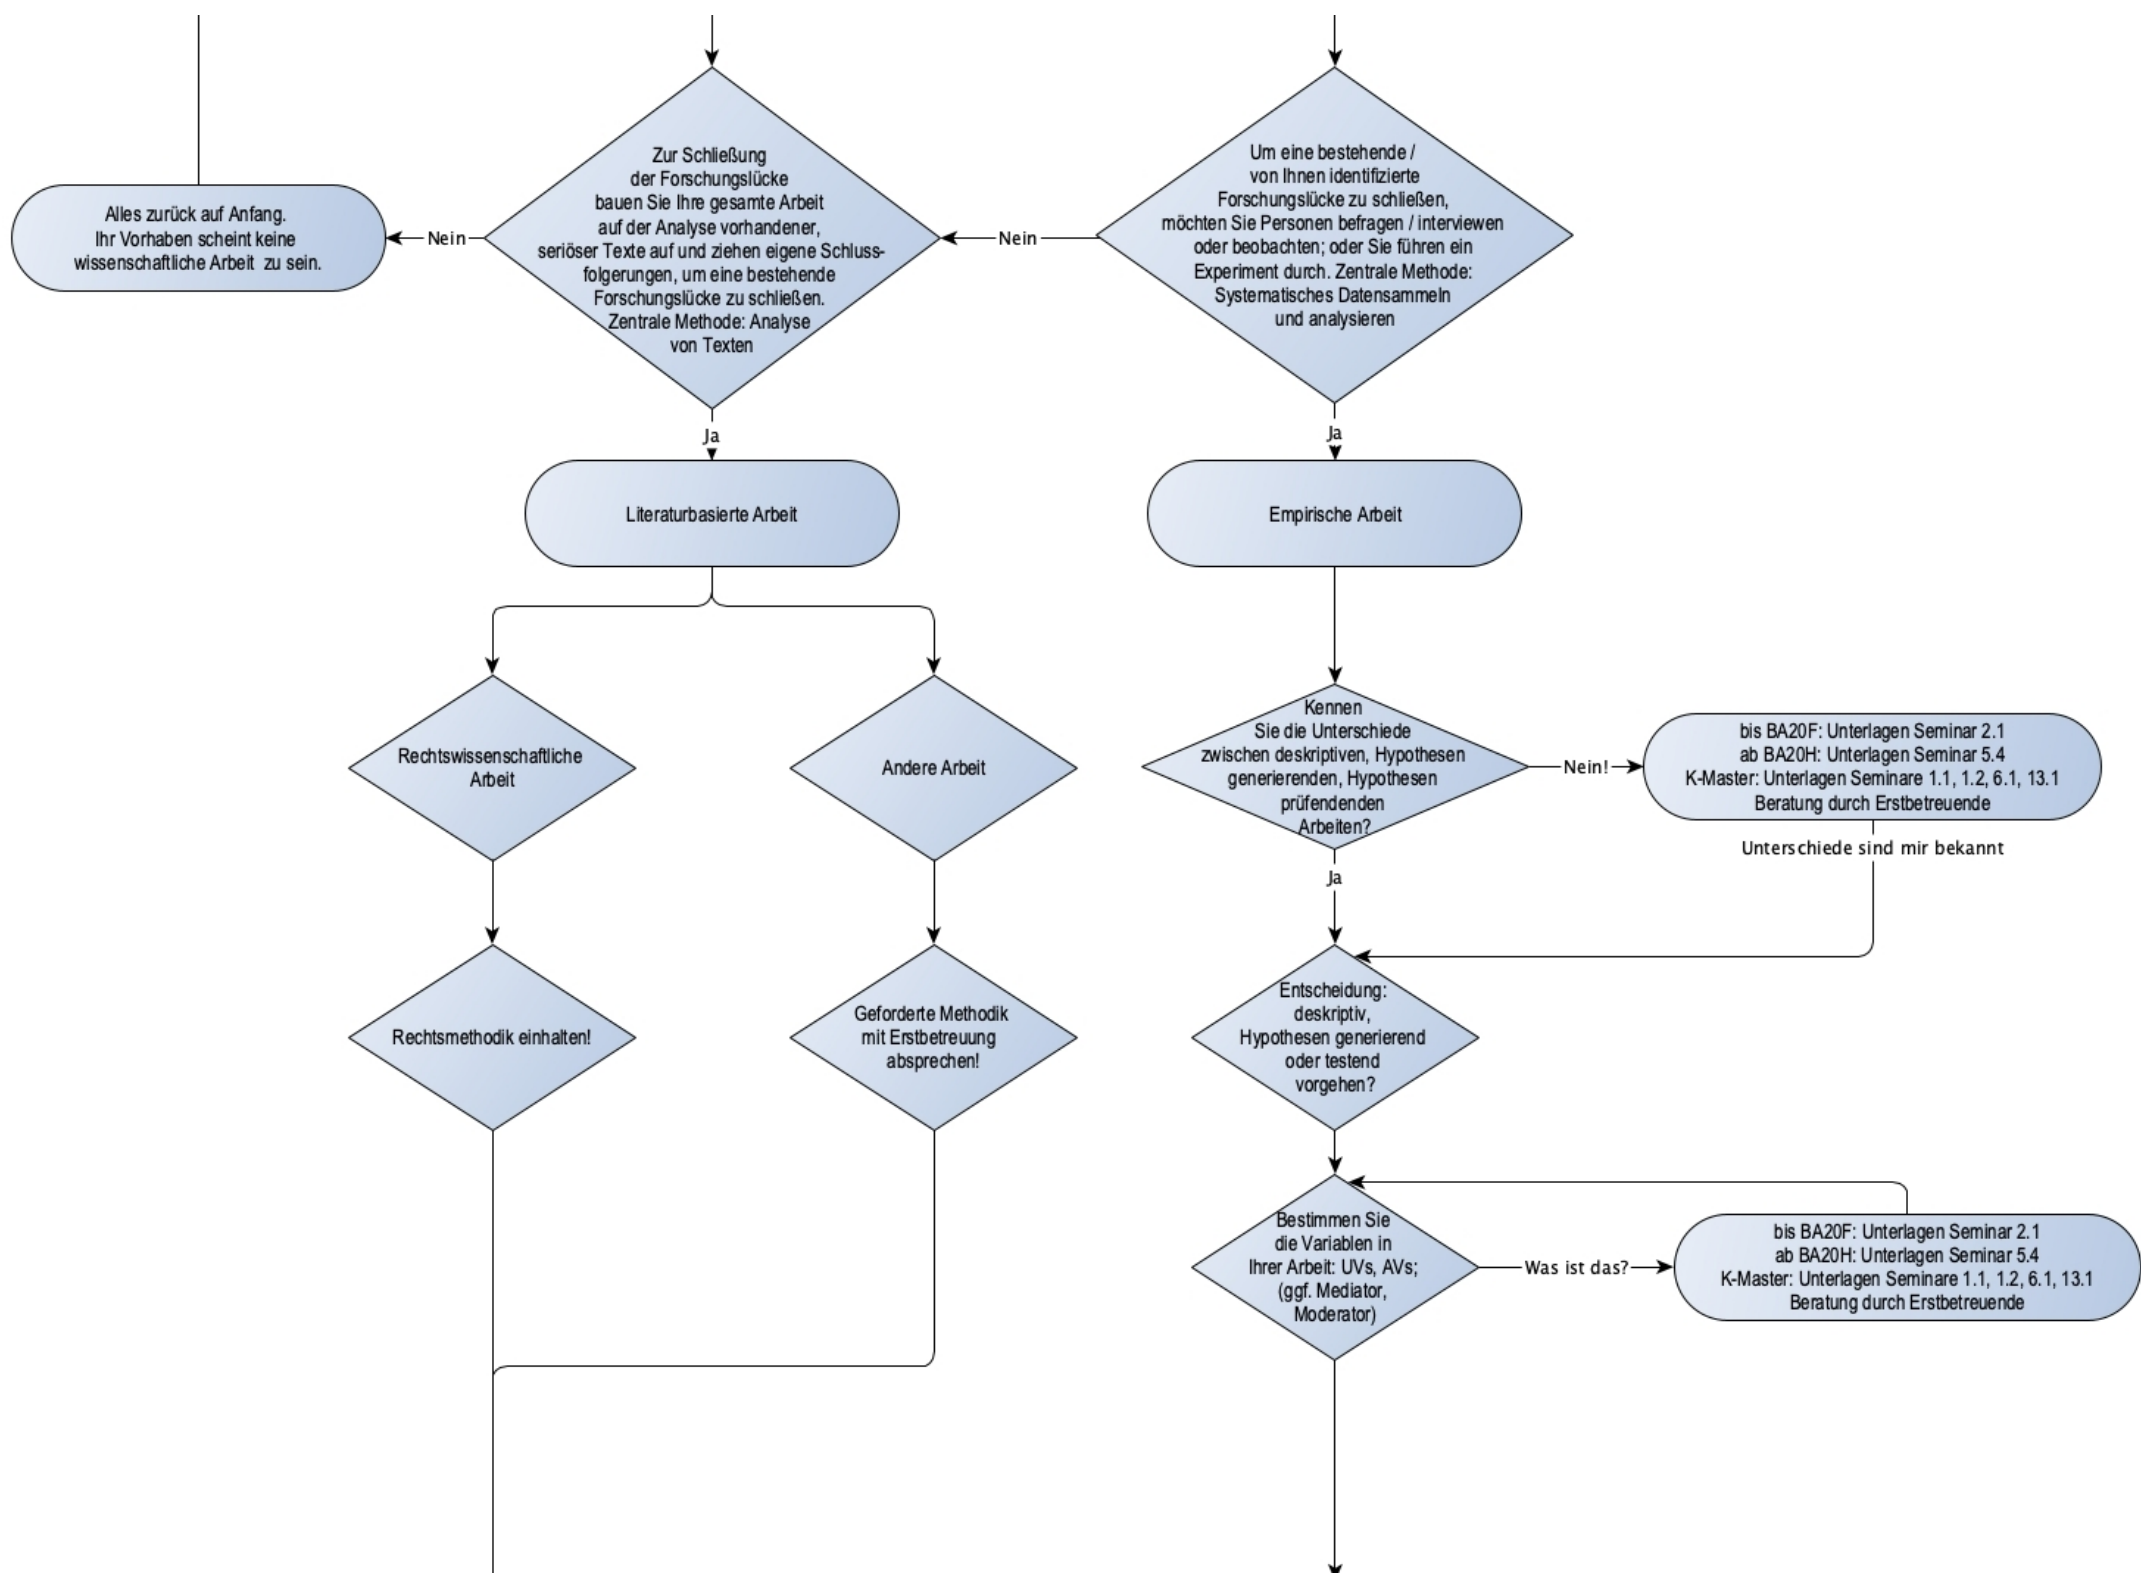 Zur Schließung
der Forschungslücke
bauen Sie Ihre gesamte Arbeit
auf der Analyse vorhandener,
seriöser Texte auf und ziehen eigene Schluss-
folgerungen, um eine bestehende
Forschungslücke zu schließen.
Zentrale Methode: Analyse
von Texten
Um eine bestehende /
von Ihnen identifizierte
Forschungslücke zu schließen,
möchten Sie Personen befragen / interviewen
oder beobachten; oder Sie führen ein
Experiment durch. Zentrale Methode:
Systematisches Datensammeln
und analysieren
Alles zurück auf Anfang.
Ihr Vorhaben scheint keine
wissenschaftliche Arbeit zu sein.
Nein
Nein
Ja
Ja
Literaturbasierte Arbeit
Empirische Arbeit
Rechtswissenschaftliche
Arbeit
Andere Arbeit
Kennen
Sie die Unterschiede
zwischen deskriptiven, Hypothesen
generierenden, Hypothesen
prüfendenden
Arbeiten?
Nein!
bis BA20F: Unterlagen Seminar 2.1
ab BA20H: Unterlagen Seminar 5.4
K-Master: Unterlagen Seminare 1.1, 1.2, 6.1, 13.1
Beratung durch Erstbetreuende
Unterschiede sind mir bekannt
Ja
Rechtsmethodik einhalten!
Geforderte Methodik
mit Erstbetreuung
absprechen!
Entscheidung:
deskriptiv,
Hypothesen generierend
oder testend
vorgehen?
Bestimmen Sie
die Variablen in
Ihrer Arbeit: UVs, AVs;
(ggf. Mediator,
Moderator)
Was ist das?
bis BA20F: Unterlagen Seminar 2.1
ab BA20H: Unterlagen Seminar 5.4
K-Master: Unterlagen Seminare 1.1, 1.2, 6.1, 13.1
Beratung durch Erstbetreuende